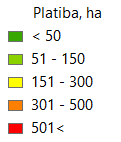 Platiba, ha
< 50
51 - 150
151 - 300
301 - 500
501<